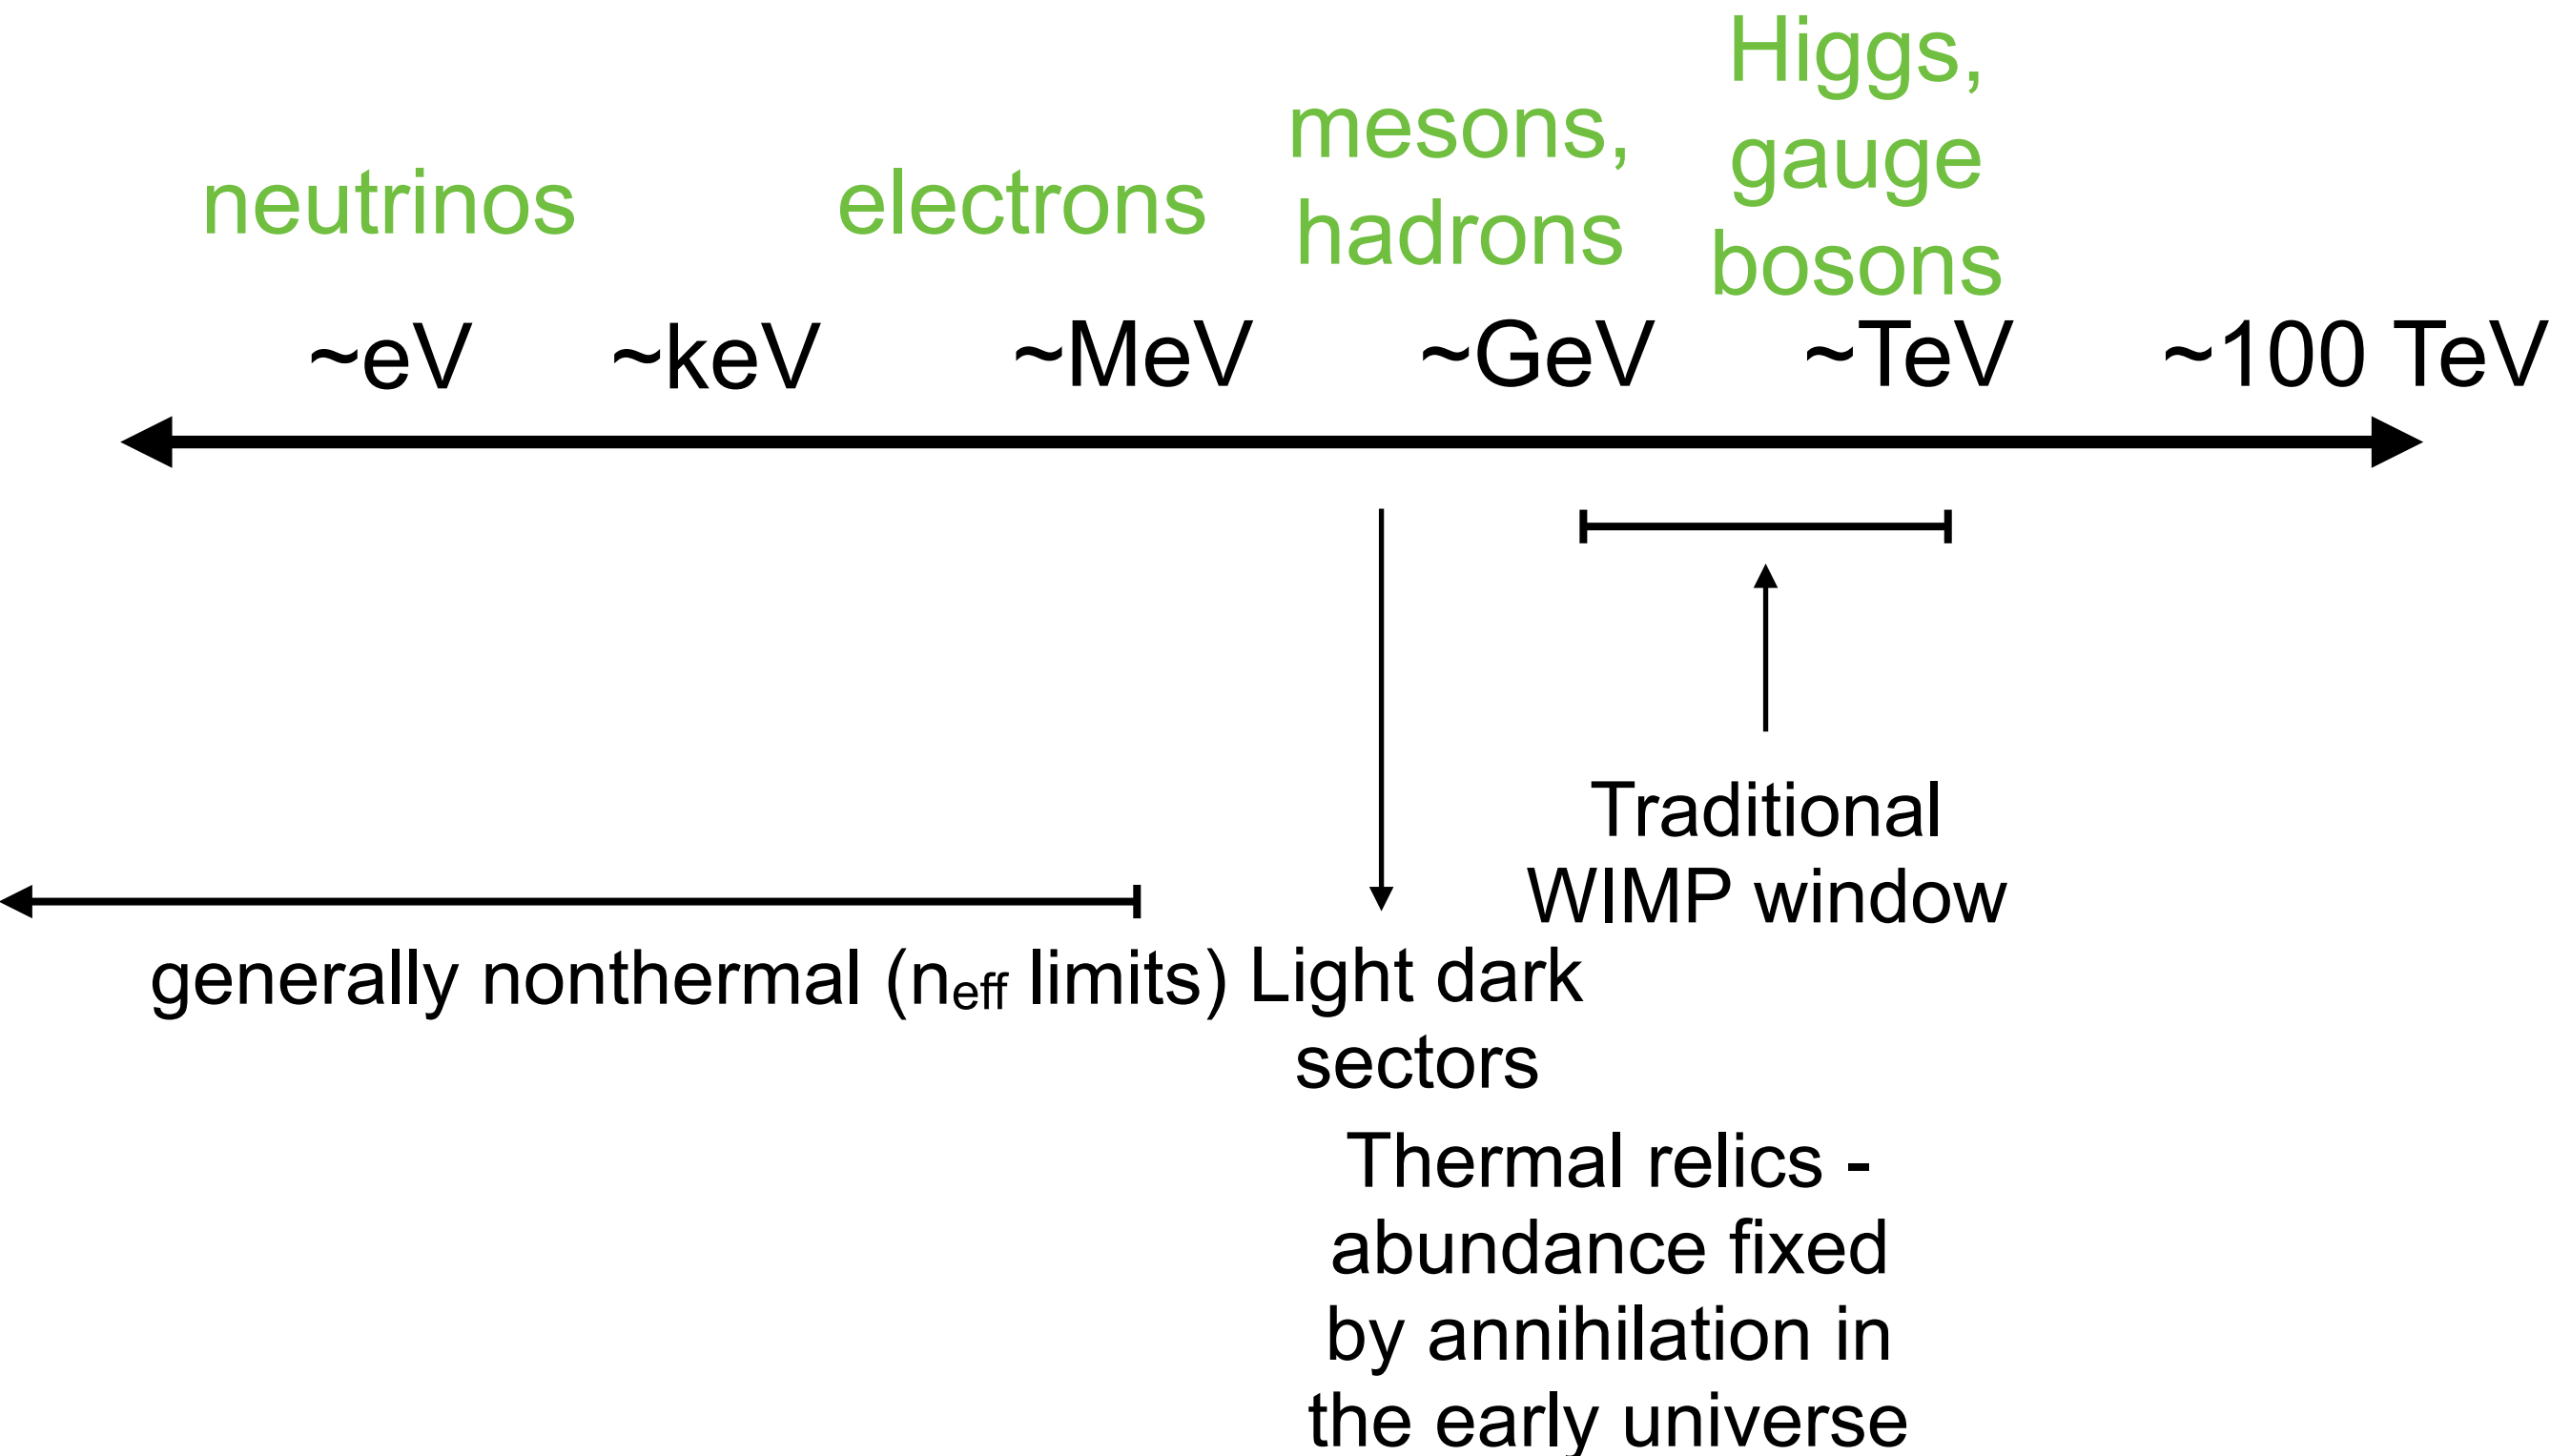 Higgs,
gauge
bosons
mesons,
hadrons
neutrinos
electrons
~eV
~keV
~MeV
~GeV
~TeV
~100 TeV
Traditional
WIMP window
generally nonthermal (neff limits)
Light dark
sectors
Thermal relics -
abundance fixed
by annihilation in
the early universe